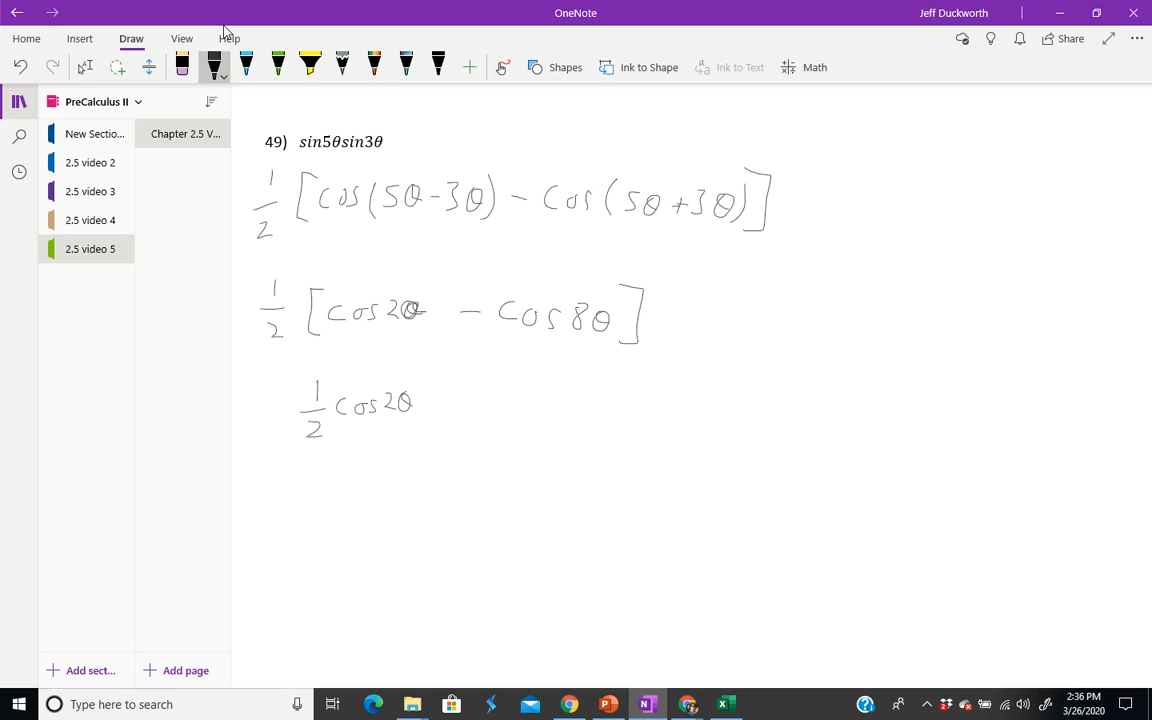 OneNote
Jeff Duckworth
Home Insert Draw View Help
Share
Shapes Ink to Shape Ink to Text Math
PreCalculus II
New Sectio...
Chapter 2.5 V...
2.5 video 2
2.5 video 3
2.5 video 4
2.5 video 5
49) sin5θsin3θ
1/2 [cos(5θ-3θ) - cos(5θ+3θ)]
1/2 [cos2θ - cos8θ]
1/2 cos2θ
Add sect...
Add page
Type here to search
2:36 PM
3/26/2020